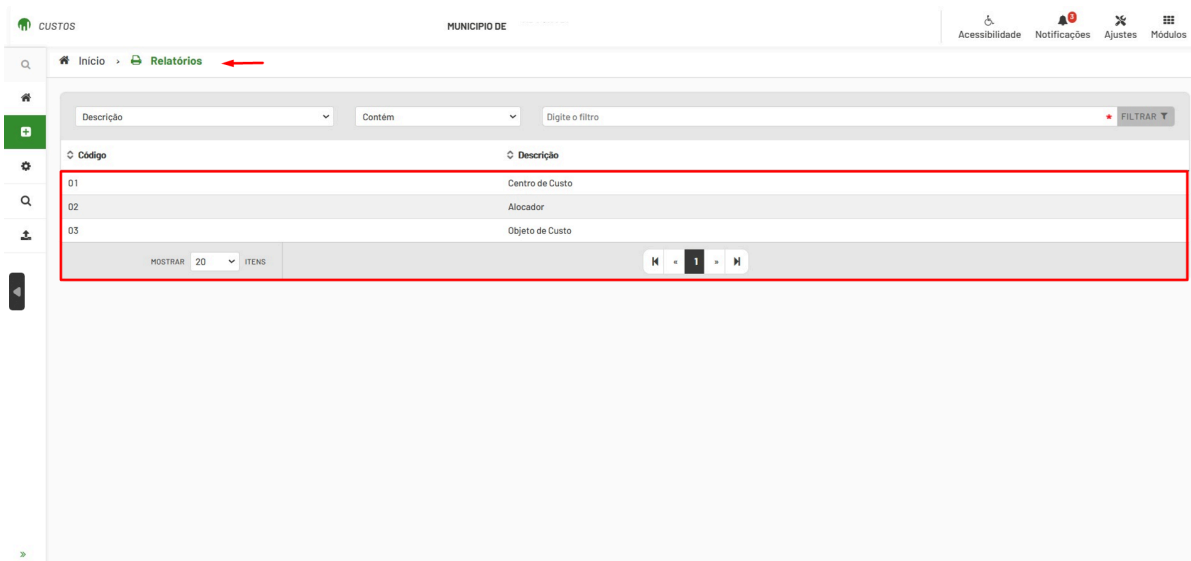 CUSTOS
MUNICIPIO DE
Acessibilidade
3
Notificações
Ajustes
Módulos
Início › Relatórios
Descrição
Contém
Digite o filtro
* FILTRAR
Código Descrição
01 Centro de Custo
02 Alocador
03 Objeto de Custo
MOSTRAR 20 ITENS
« 1 »
»